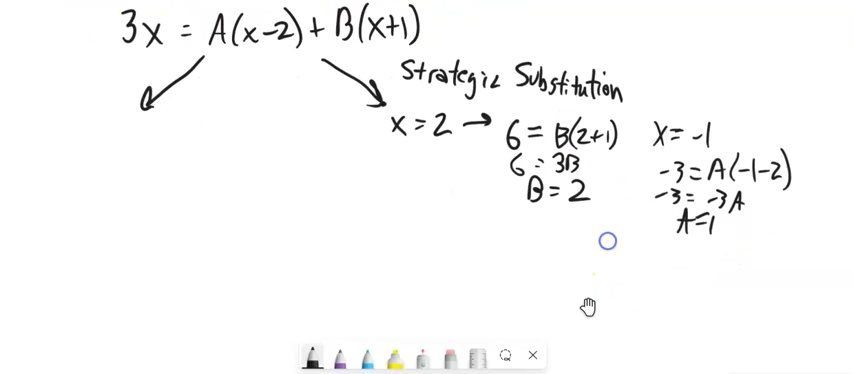 3x = A(x-2) + B(x+1)
Strategic Substitution
x = 2 → 6 = B(2+1)
6 = 3B
B = 2
x = -1
-3 = A(-1-2)
-3 = -3A
A=1